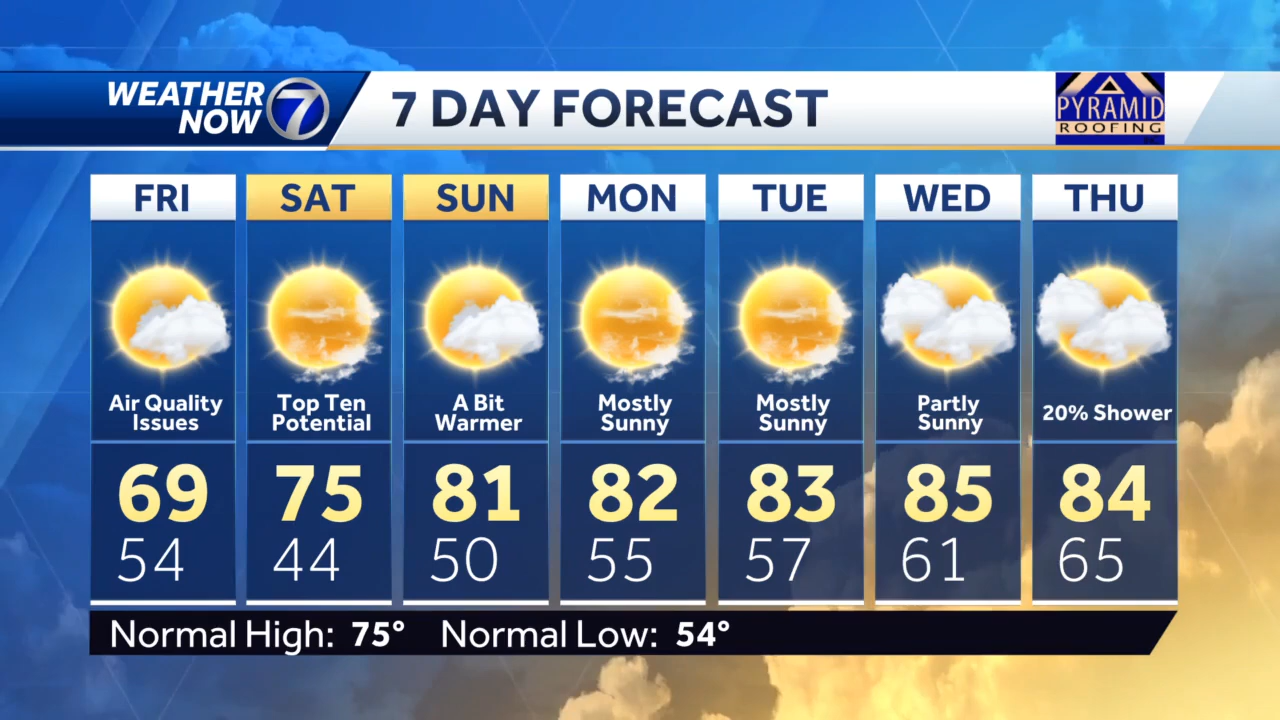 WEATHER
NOW 7
7 DAY FORECAST
PYRAMID
ROOFING
FRI
SAT
SUN
MON
TUE
WED
THU
Air Quality
Issues
Top Ten
Potential
A Bit
Warmer
Mostly
Sunny
Mostly
Sunny
Partly
Sunny
20% Shower
69
75
81
82
83
85
84
54
44
50
55
57
61
65
Normal High: 75° Normal Low: 54°